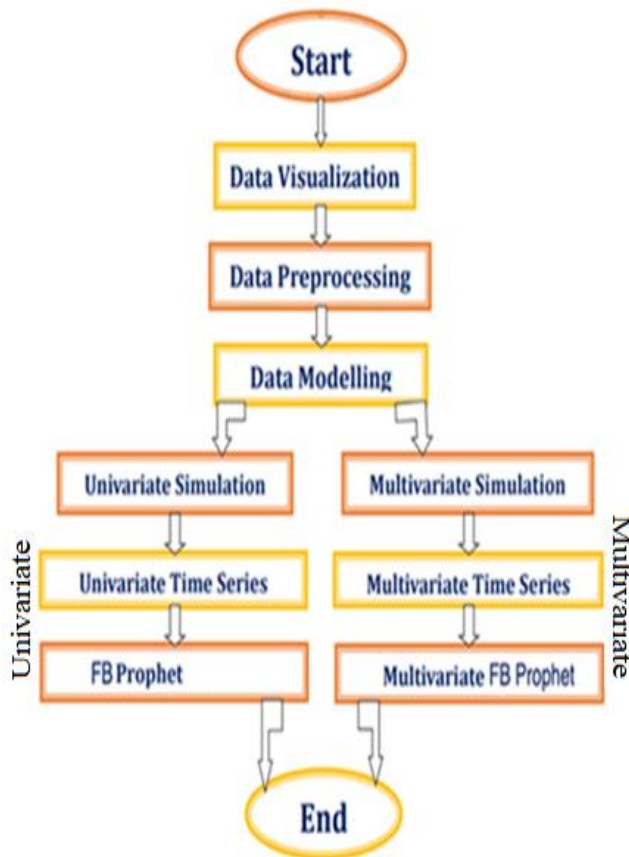 Start
Data Visualization
Data Preprocessing
Data Modelling
Univariate Simulation
Univariate Time Series
FB Prophet
Univariate
Multivariate Simulation
Multivariate Time Series
Multivariate FB Prophet
Multivariate
End